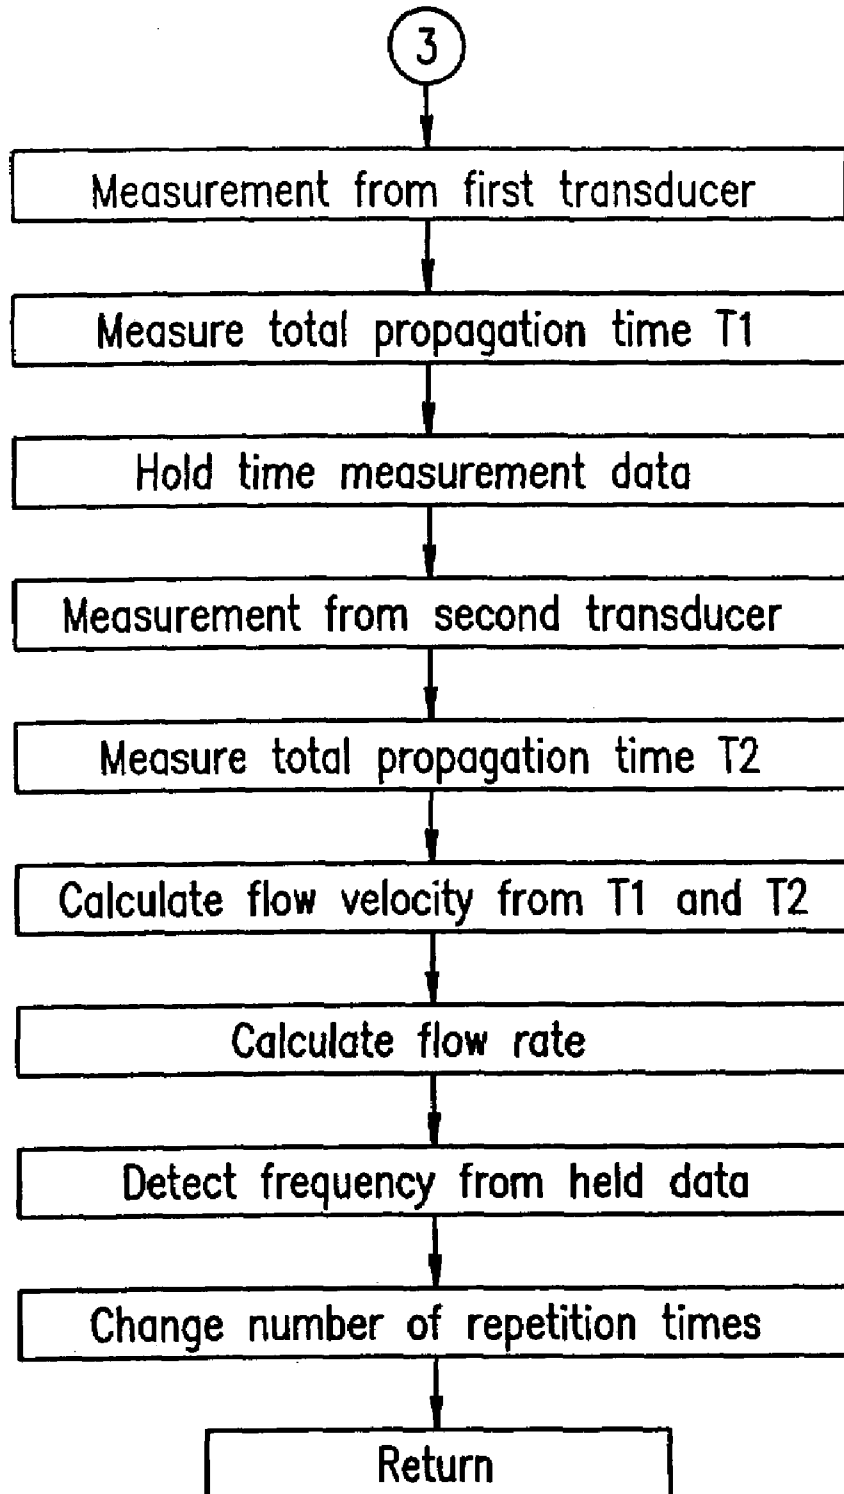 3
Measurement from first transducer
Measure total propagation time T1
Hold time measurement data
Measurement from second transducer
Measure total propagation time T2
Calculate flow velocity from T1 and T2
Calculate flow rate
Detect frequency from held data
Change number of repetition times
Return